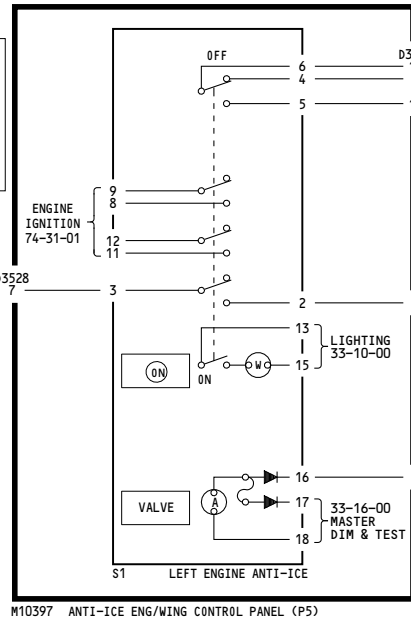 OFF
D3
6
4
5
9
8
ENGINE
IGNITION
74-31-01
12
11
D3528
7
3
2
13
LIGHTING
33-10-00
15
ON
W
ON
16
VALVE
A
17
33-16-00
MASTER
DIM & TEST
18
S1 LEFT ENGINE ANTI-ICE
M10397 ANTI-ICE ENG/WING CONTROL PANEL (P5)